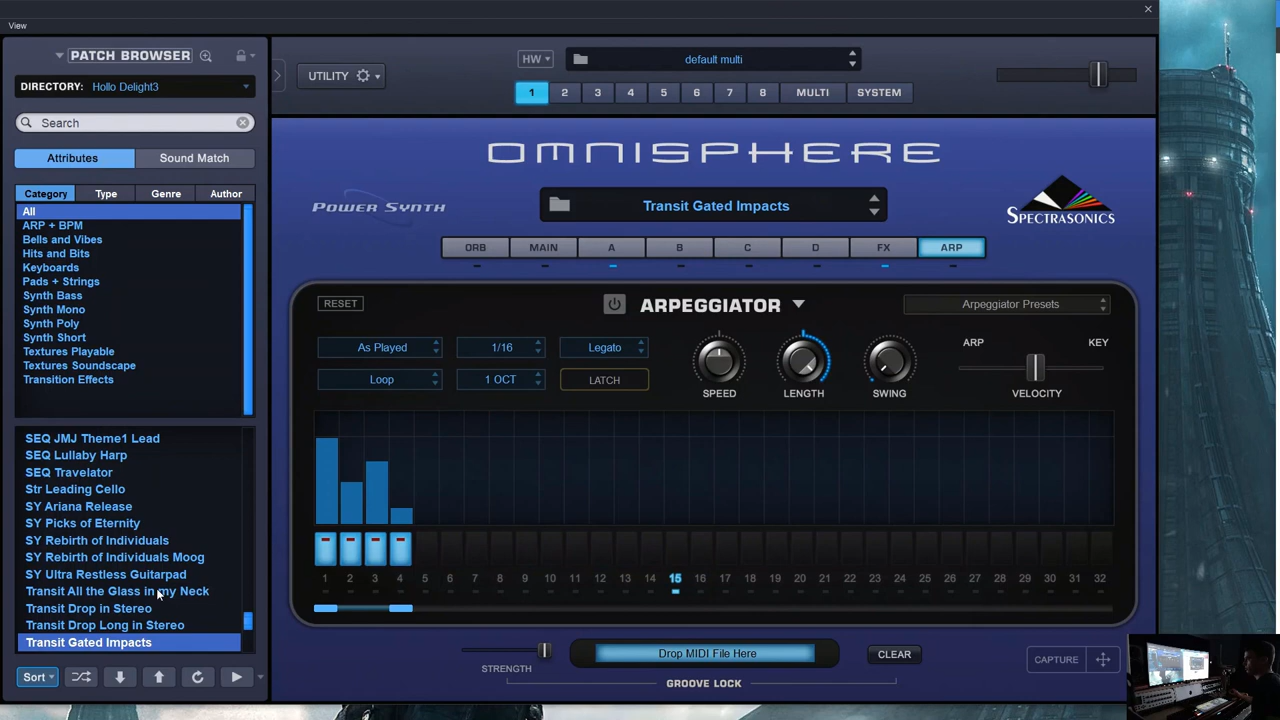 View
PATCH BROWSER
DIRECTORY: Hollo Delight3
Search
Attributes Sound Match
Category Type Genre Author
All
ARP + BPM
Bells and Vibes
Hits and Bits
Keyboards
Pads + Strings
Synth Bass
Synth Mono
Synth Poly
Synth Short
Textures Playable
Textures Soundscape
Transition Effects
SEQ JMJ Theme1 Lead
SEQ Lullaby Harp
SEQ Travelator
Str Leading Cello
SY Ariana Release
SY Picks of Eternity
SY Rebirth of Individuals
SY Rebirth of Individuals Moog
SY Ultra Restless Guitarpad
Transit All the Glass in my Neck
Transit Drop in Stereo
Transit Drop Long in Stereo
Transit Gated Impacts
Sort
UTILITY
HW
default multi
1 2 3 4 5 6 7 8 MULTI SYSTEM
OMNISPHERE
POWER SYNTH
Transit Gated Impacts
SPECTRASONICS
ORB MAIN A B C D FX ARP
RESET
ARPEGGIATOR
Arpeggiator Presets
As Played 1/16 Legato
Loop 1 OCT LATCH
SPEED LENGTH SWING
ARP KEY
VELOCITY
1 2 3 4 5 6 7 8 9 10 11 12 13 14 15 16 17 18 19 20 21 22 23 24 25 26 27 28 29 30 31 32
STRENGTH
Drop MIDI File Here
CLEAR
GROOVE LOCK
CAPTURE